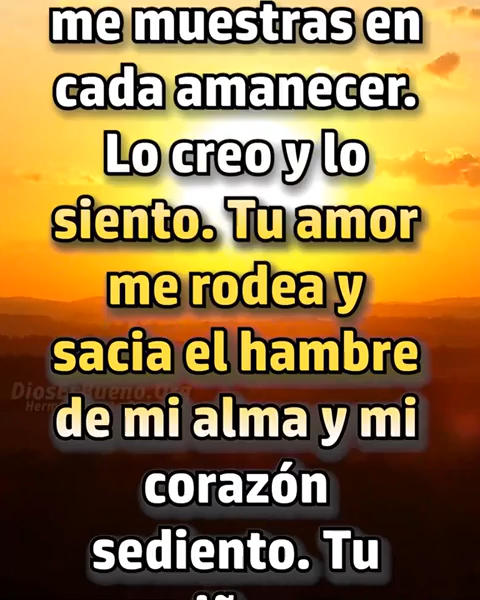 me muestras en
cada amanecer.
Lo creo y lo
siento. Tu amor
me rodea y
sacia el hambre
de mi alma y mi
corazón
sediento. Tu